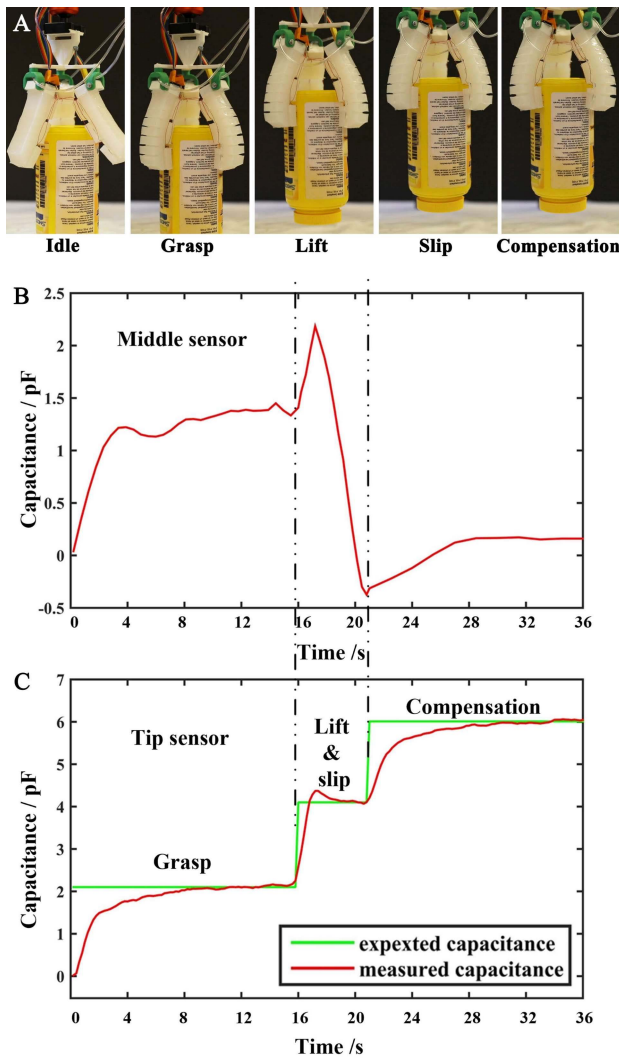 A
Idle
Grasp
Lift
Slip
Compensation
B
2.5
2
1.5
1
0.5
0
-0.5
Capacitance / pF
Middle sensor
0 4 8 12 16 20 24 28 32 36
Time /s
C
7
6
5
4
3
2
1
0
Capacitance / pF
Tip sensor
Grasp
Lift
&
slip
Compensation
expexted capacitance
measured capacitance
0 4 8 12 16 20 24 28 32 36
Time /s